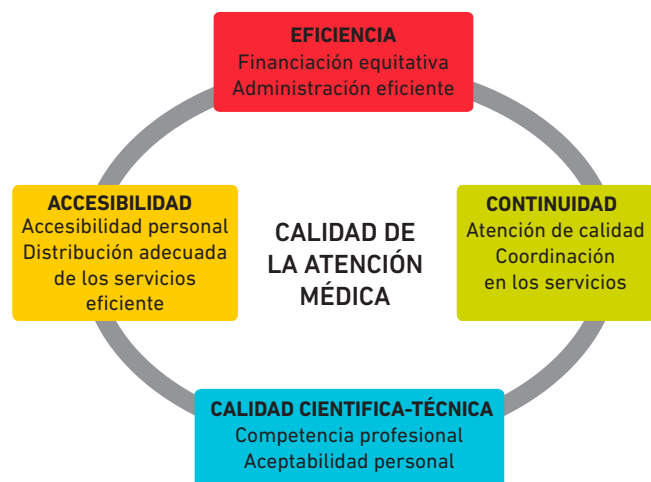 EFICIENCIA
Financiación equitativa
Administración eficiente
ACCESIBILIDAD
Accesibilidad personal
Distribución adecuada
de los servicios
eficiente
CALIDAD DE
LA ATENCIÓN
MÉDICA
CONTINUIDAD
Atención de calidad
Coordinación
en los servicios
CALIDAD CIENTIFICA-TÉCNICA
Competencia profesional
Aceptabilidad personal